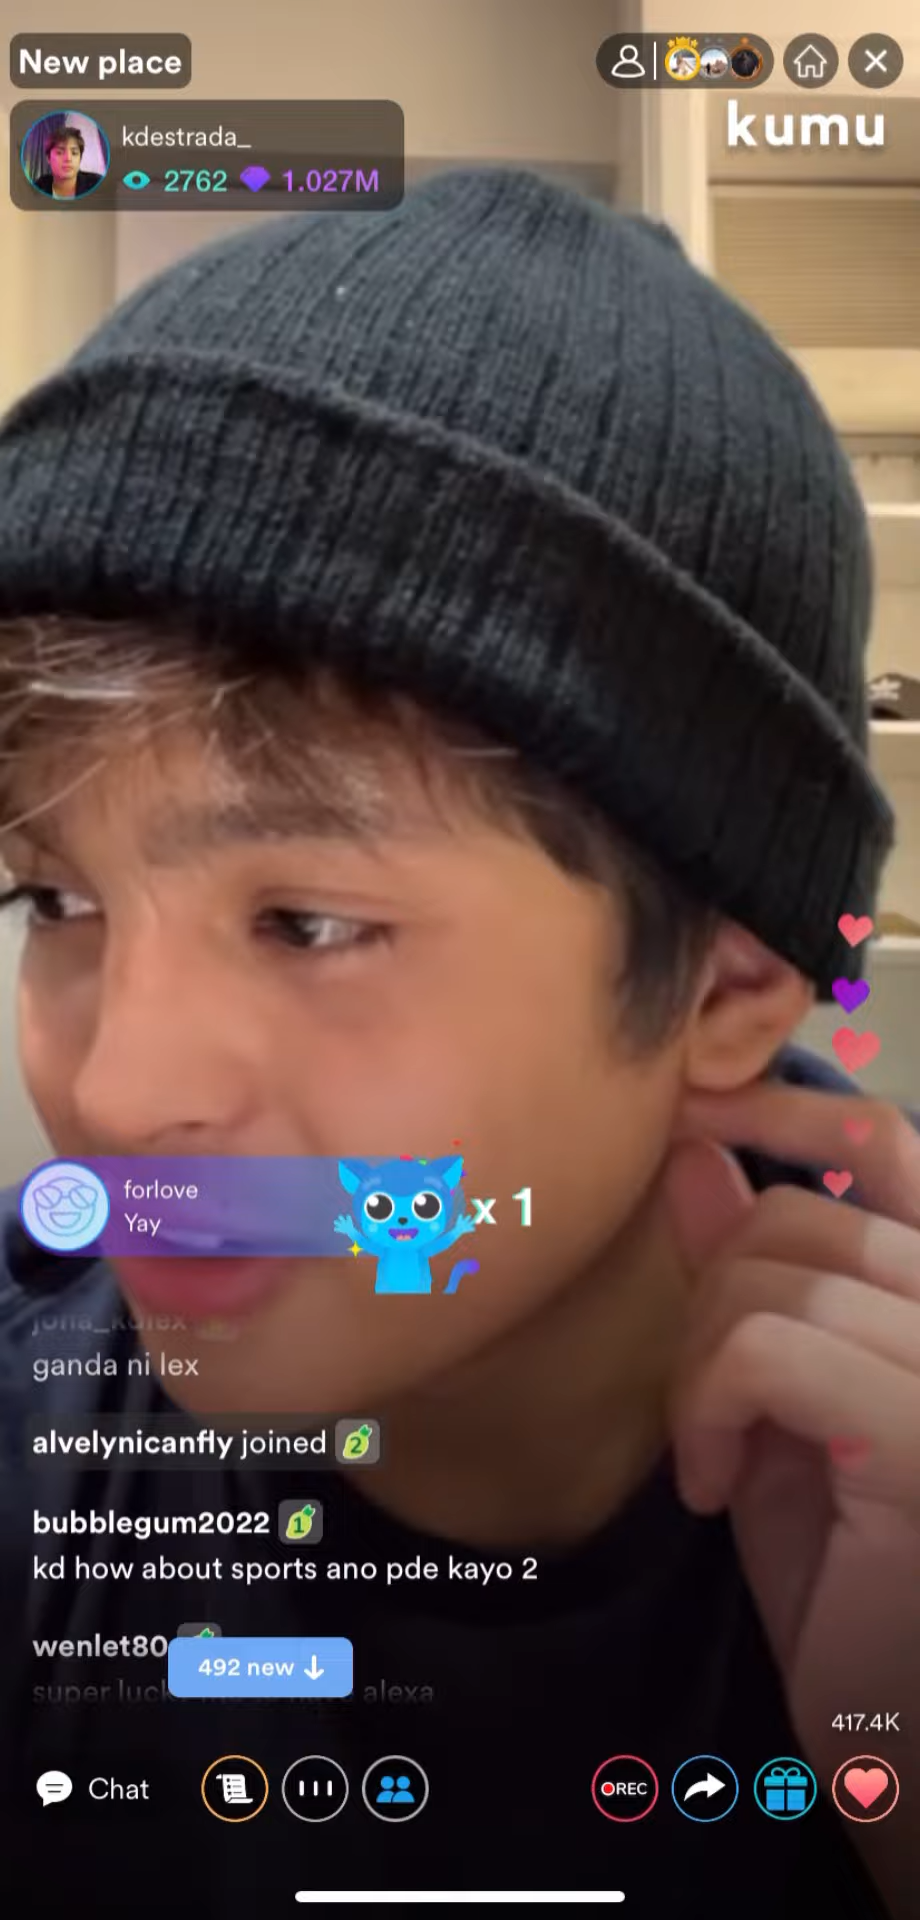 New place
kumu
kdestrada_
2762 1.027M
forlove
Yay
x 1
ganda ni lex
alvelynicanfly joined 2
bubblegum2022 1
kd how about sports ano pde kayo 2
wenlet80
492 new
super alexa
417.4K
Chat
REC